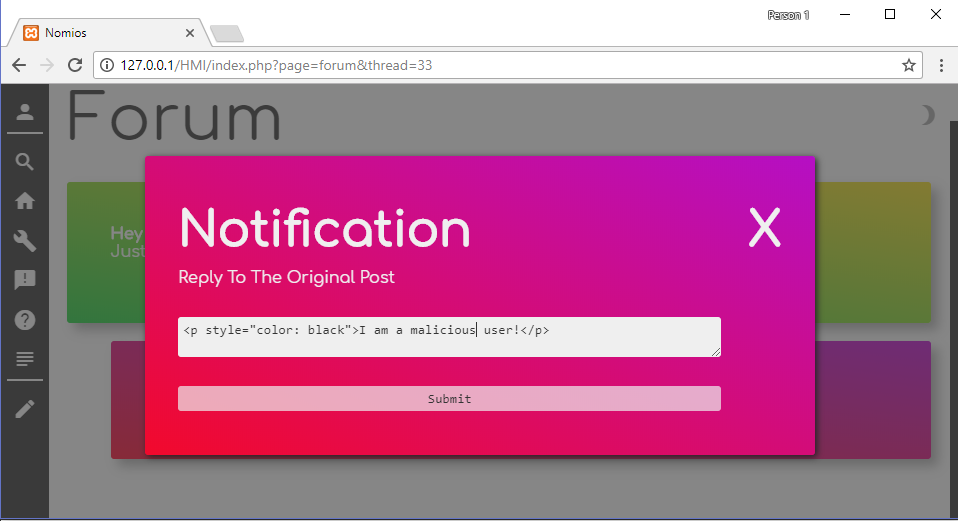 Person 1
Nomios
127.0.0.1/HMI/index.php?page=forum&thread=33
Forum
Notification X
Hey
Just
Reply To The Original Post
<p style="color: black">I am a malicious user!</p>
Submit